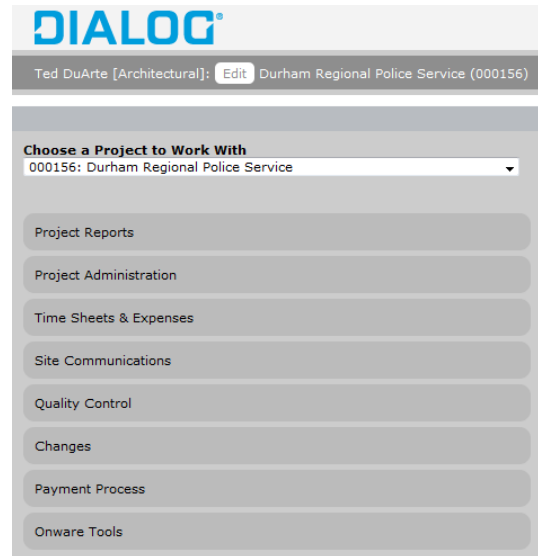 DIALOG®
Ted DuArte [Architectural]: Edit Durham Regional Police Service (000156)
Choose a Project to Work With
000156: Durham Regional Police Service
Project Reports
Project Administration
Time Sheets & Expenses
Site Communications
Quality Control
Changes
Payment Process
Onware Tools